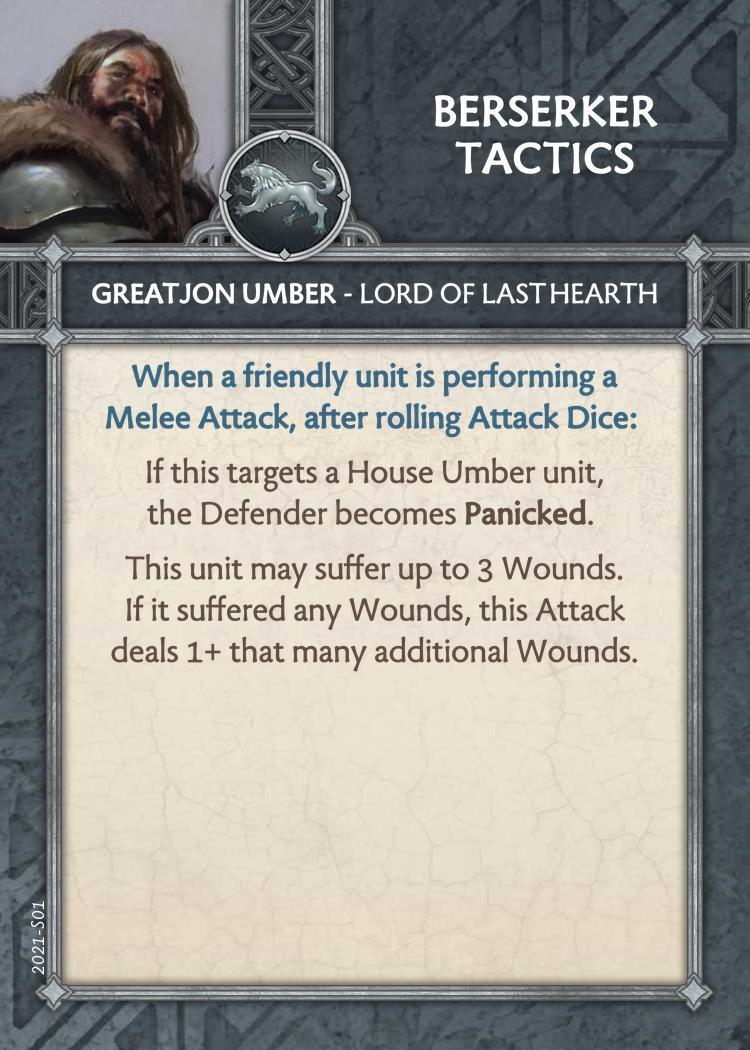 BERSERKER
TACTICS
GREATJON UMBER - LORD OF LAST HEARTH
When a friendly unit is performing a
Melee Attack, after rolling Attack Dice:
If this targets a House Umber unit,
the Defender becomes Panicked.
This unit may suffer up to 3 Wounds.
If it suffered any Wounds, this Attack
deals 1+ that many additional Wounds.
2021-S01